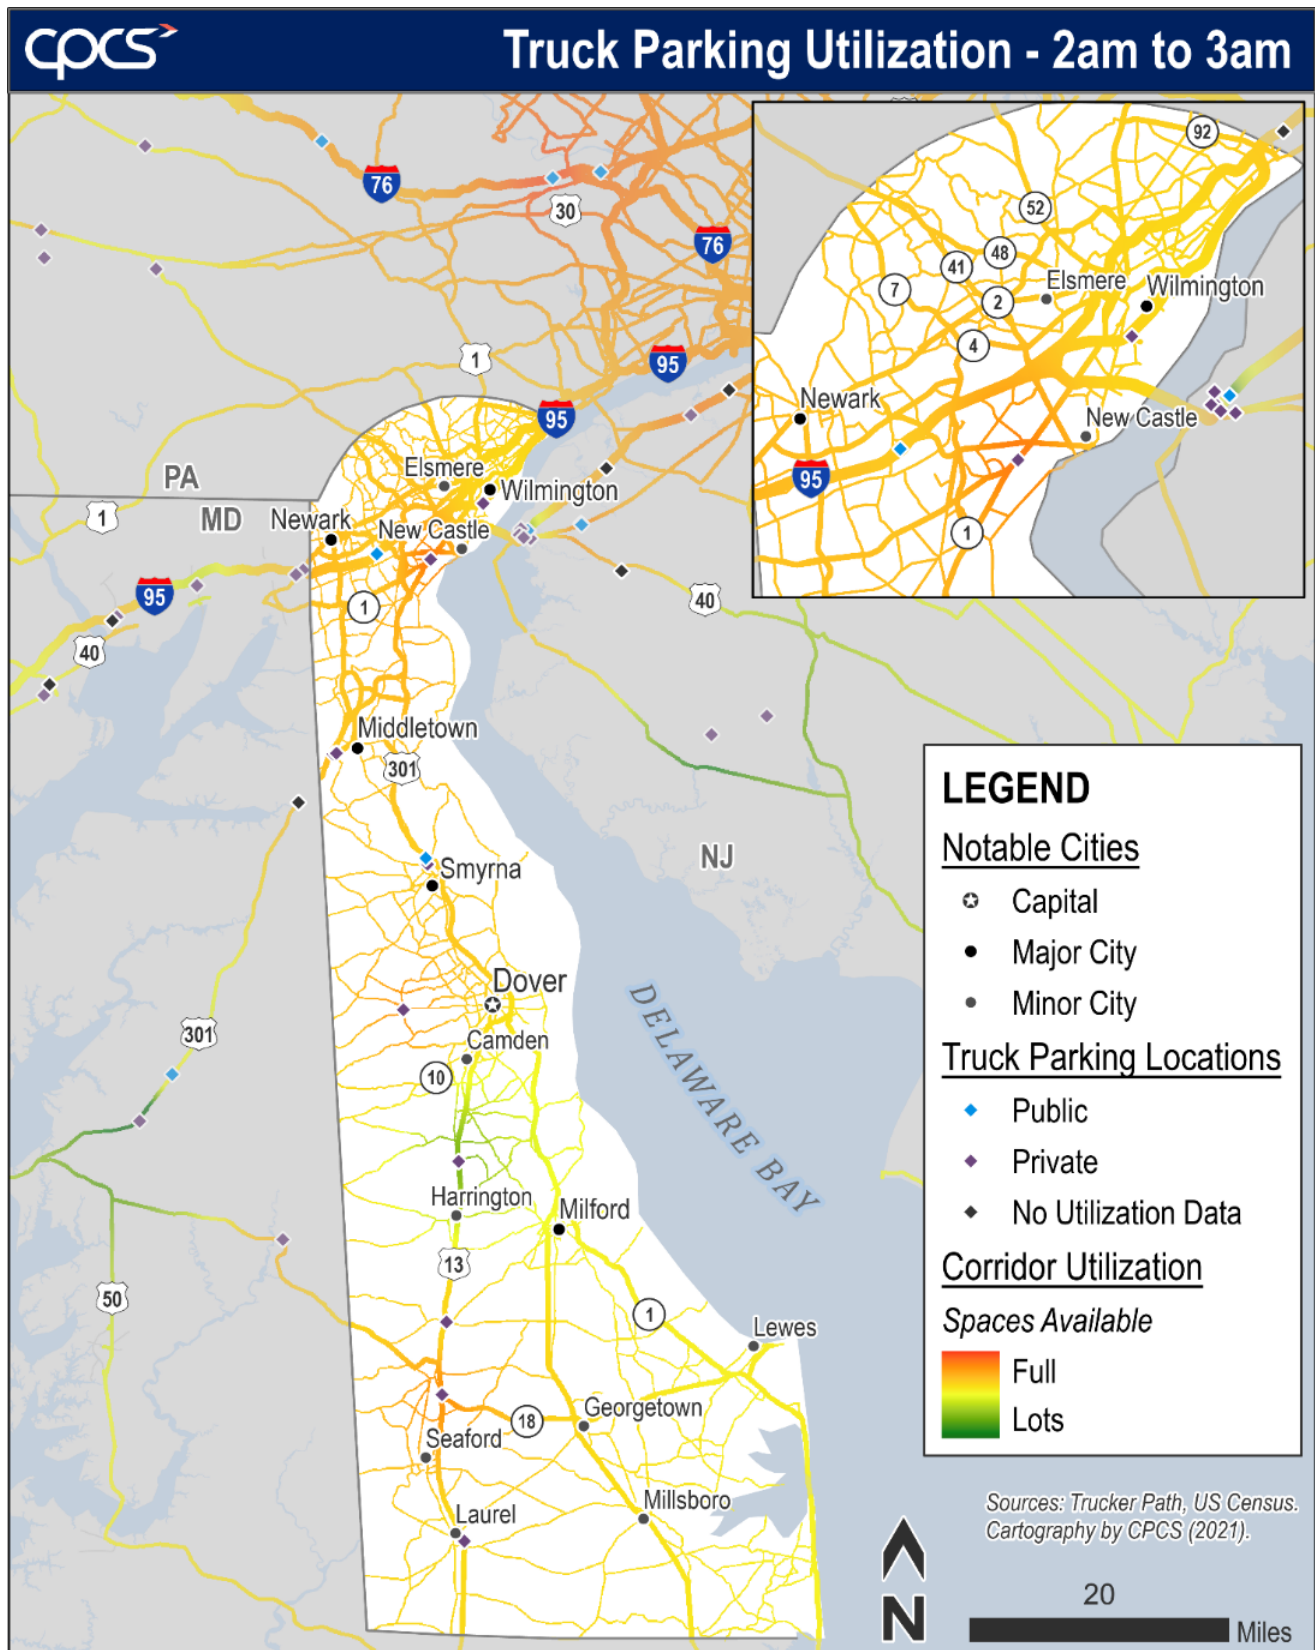 cpcs
Truck Parking Utilization - 2am to 3am
76
30
76
1
95
95
PA
MD
1
Elsmere
Wilmington
Newark
New Castle
95
40
1
40
Middletown
301
Smyrna
NJ
Dover
Camden
10
301
DELAWARE BAY
Harrington
Milford
13
50
1
Lewes
18
Georgetown
Seaford
Millsboro
Laurel
92
52
48
41
7
2
Elsmere
Wilmington
4
Newark
New Castle
95
1
LEGEND
Notable Cities
Capital
Major City
Minor City
Truck Parking Locations
Public
Private
No Utilization Data
Corridor Utilization
Spaces Available
Full
Lots
Sources: Trucker Path, US Census.
Cartography by CPCS (2021).
N
20
Miles